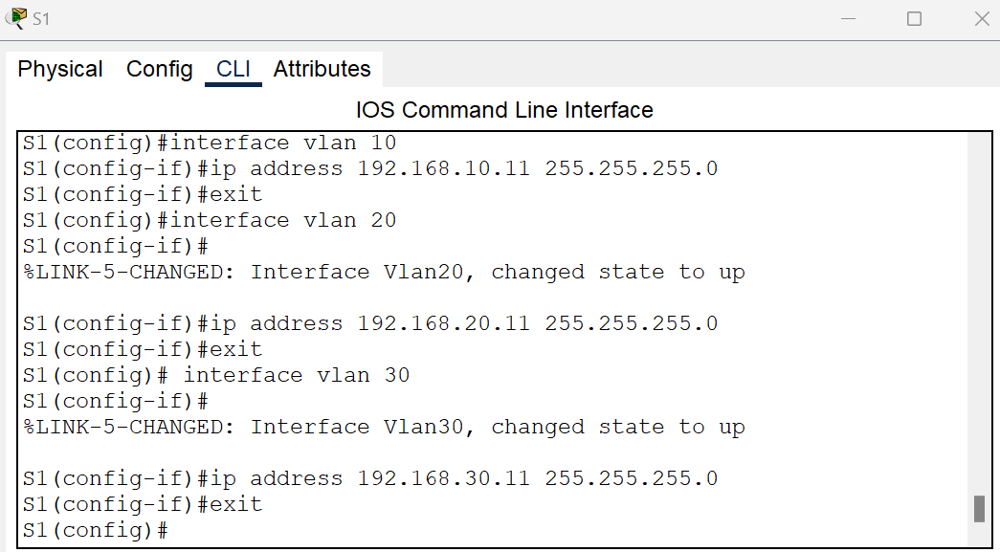 S1
Physical Config CLI Attributes
IOS Command Line Interface
S1(config)#interface vlan 10
S1(config-if)#ip address 192.168.10.11 255.255.255.0
S1(config-if)#exit
S1(config)#interface vlan 20
S1(config-if)#
%LINK-5-CHANGED: Interface Vlan20, changed state to up
S1(config-if)#ip address 192.168.20.11 255.255.255.0
S1(config-if)#exit
S1(config)# interface vlan 30
S1(config-if)#
%LINK-5-CHANGED: Interface Vlan30, changed state to up
S1(config-if)#ip address 192.168.30.11 255.255.255.0
S1(config-if)#exit
S1(config)#